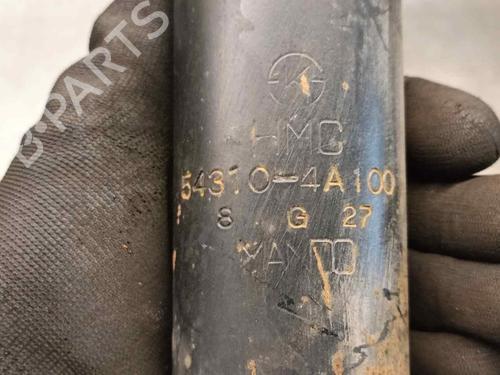 B-PARTS
K
HMC
54310-4A100
8 G 27
MANDO